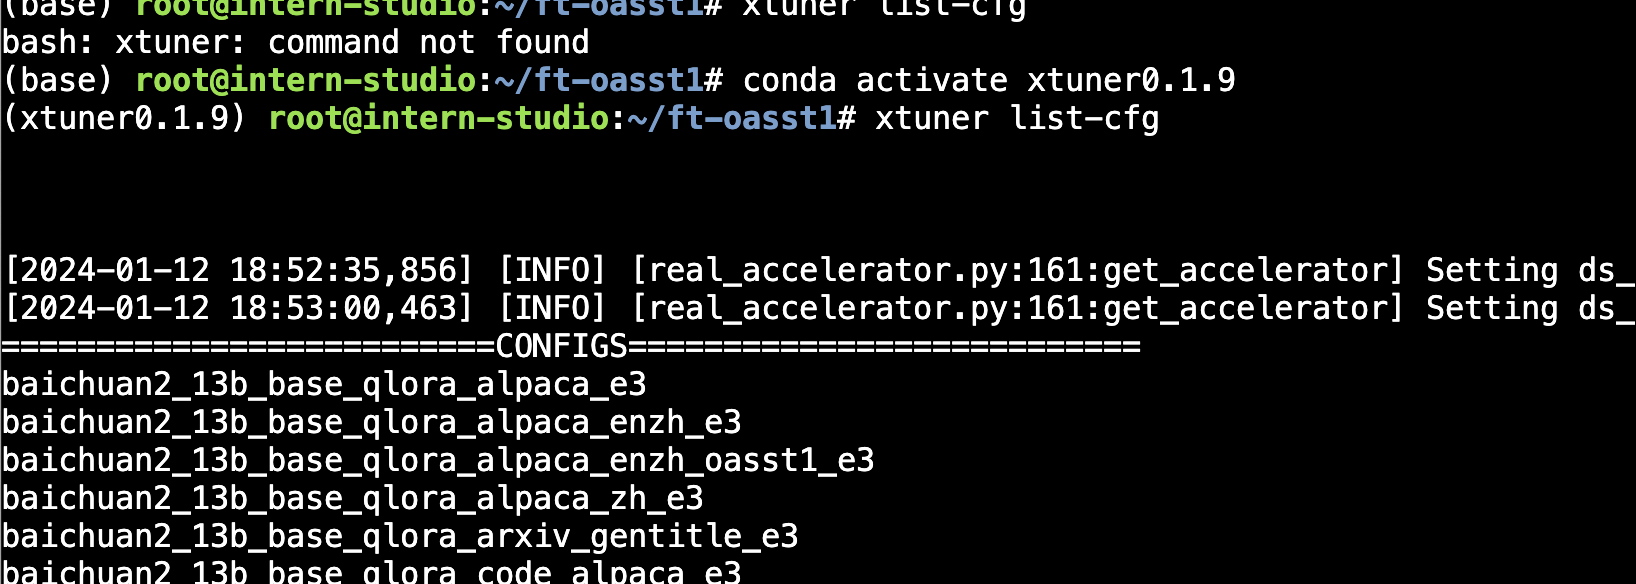 (base) root@intern-studio:~/ft-oasst1# xtuner list-cfg
bash: xtuner: command not found
(base) root@intern-studio:~/ft-oasst1# conda activate xtuner0.1.9
(xtuner0.1.9) root@intern-studio:~/ft-oasst1# xtuner list-cfg
[2024-01-12 18:52:35,856] [INFO] [real_accelerator.py:161:get_accelerator] Setting ds_
[2024-01-12 18:53:00,463] [INFO] [real_accelerator.py:161:get_accelerator] Setting ds_
==========================CONFIGS===========================
baichuan2_13b_base_qlora_alpaca_e3
baichuan2_13b_base_qlora_alpaca_enzh_e3
baichuan2_13b_base_qlora_alpaca_enzh_oasst1_e3
baichuan2_13b_base_qlora_alpaca_zh_e3
baichuan2_13b_base_qlora_arxiv_gentitle_e3
baichuan2_13b_base_qlora_code_alpaca_e3